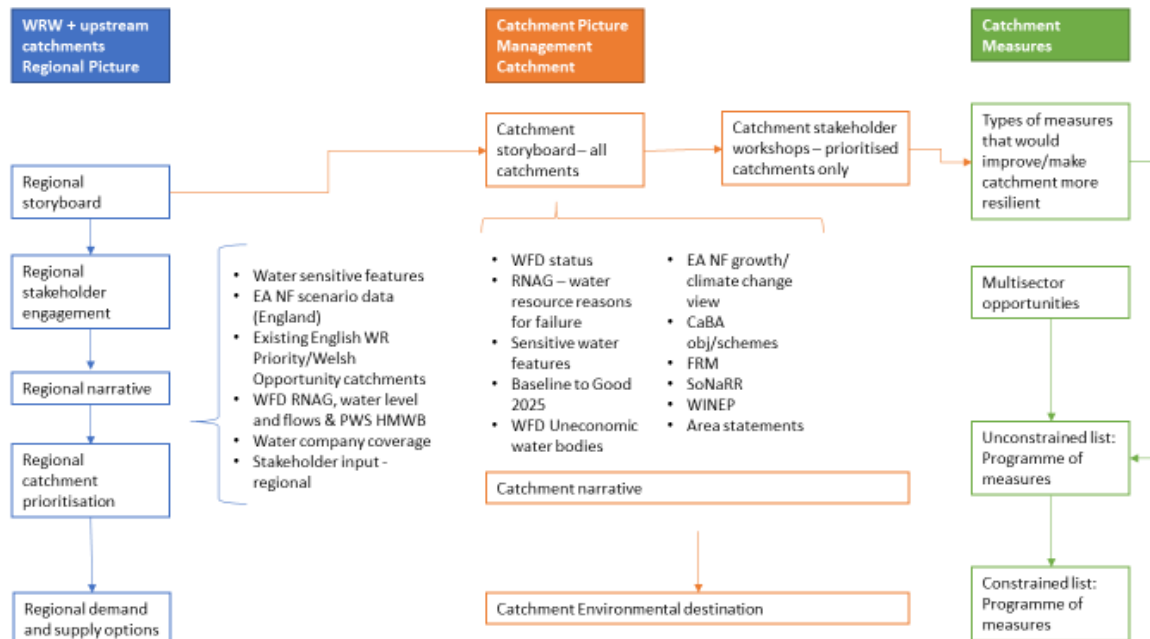 WRW + upstream
catchments
Regional Picture
Catchment Picture
Management
Catchment
Catchment
Measures
Regional
storyboard
Regional
stakeholder
engagement
Regional narrative
Regional
catchment
prioritisation
Regional demand
and supply options
• Water sensitive features
• EA NF scenario data
(England)
• Existing English WR
Priority/Welsh
Opportunity catchments
• WFD RNAG, water level
and flows & PWS HMWB
• Water company coverage
• Stakeholder input -
regional
Catchment
storyboard – all
catchments
Catchment stakeholder
workshops – prioritised
catchments only
• WFD status
• RNAG – water
resource reasons
for failure
• Sensitive water
features
• Baseline to Good
2025
• WFD Uneconomic
water bodies
• EA NF growth/
climate change
view
• CaBA
obj/schemes
• FRM
• SoNaRR
• WINEP
• Area statements
Catchment narrative
Catchment Environmental destination
Types of measures
that would
improve/make
catchment more
resilient
Multisector
opportunities
Unconstrained list:
Programme of
measures
Constrained list:
Programme of
measures